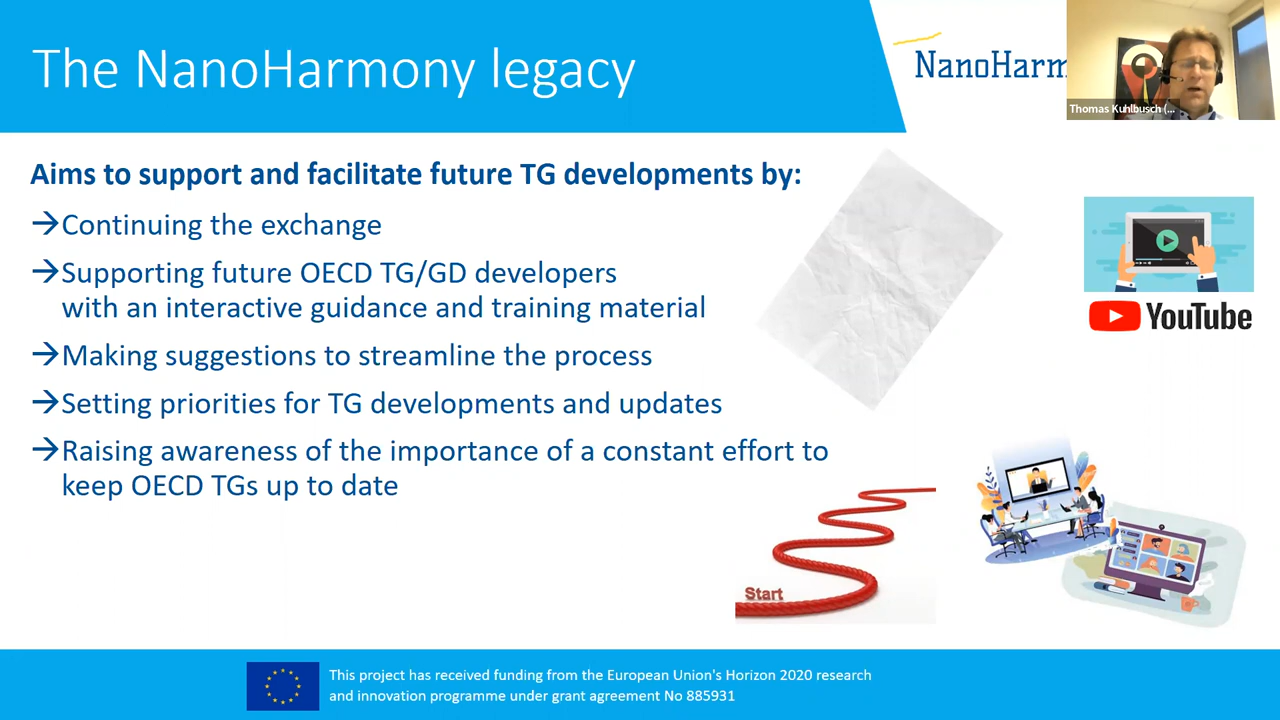 The NanoHarmony legacy
NanoHarm
Thomas Kuhlbusch (...
Aims to support and facilitate future TG developments by:
→Continuing the exchange
→Supporting future OECD TG/GD developers
with an interactive guidance and training material
→Making suggestions to streamline the process
→Setting priorities for TG developments and updates
→Raising awareness of the importance of a constant effort to
keep OECD TGs up to date
YouTube
Start
This project has received funding from the European Union's Horizon 2020 research
and innovation programme under grant agreement No 885931